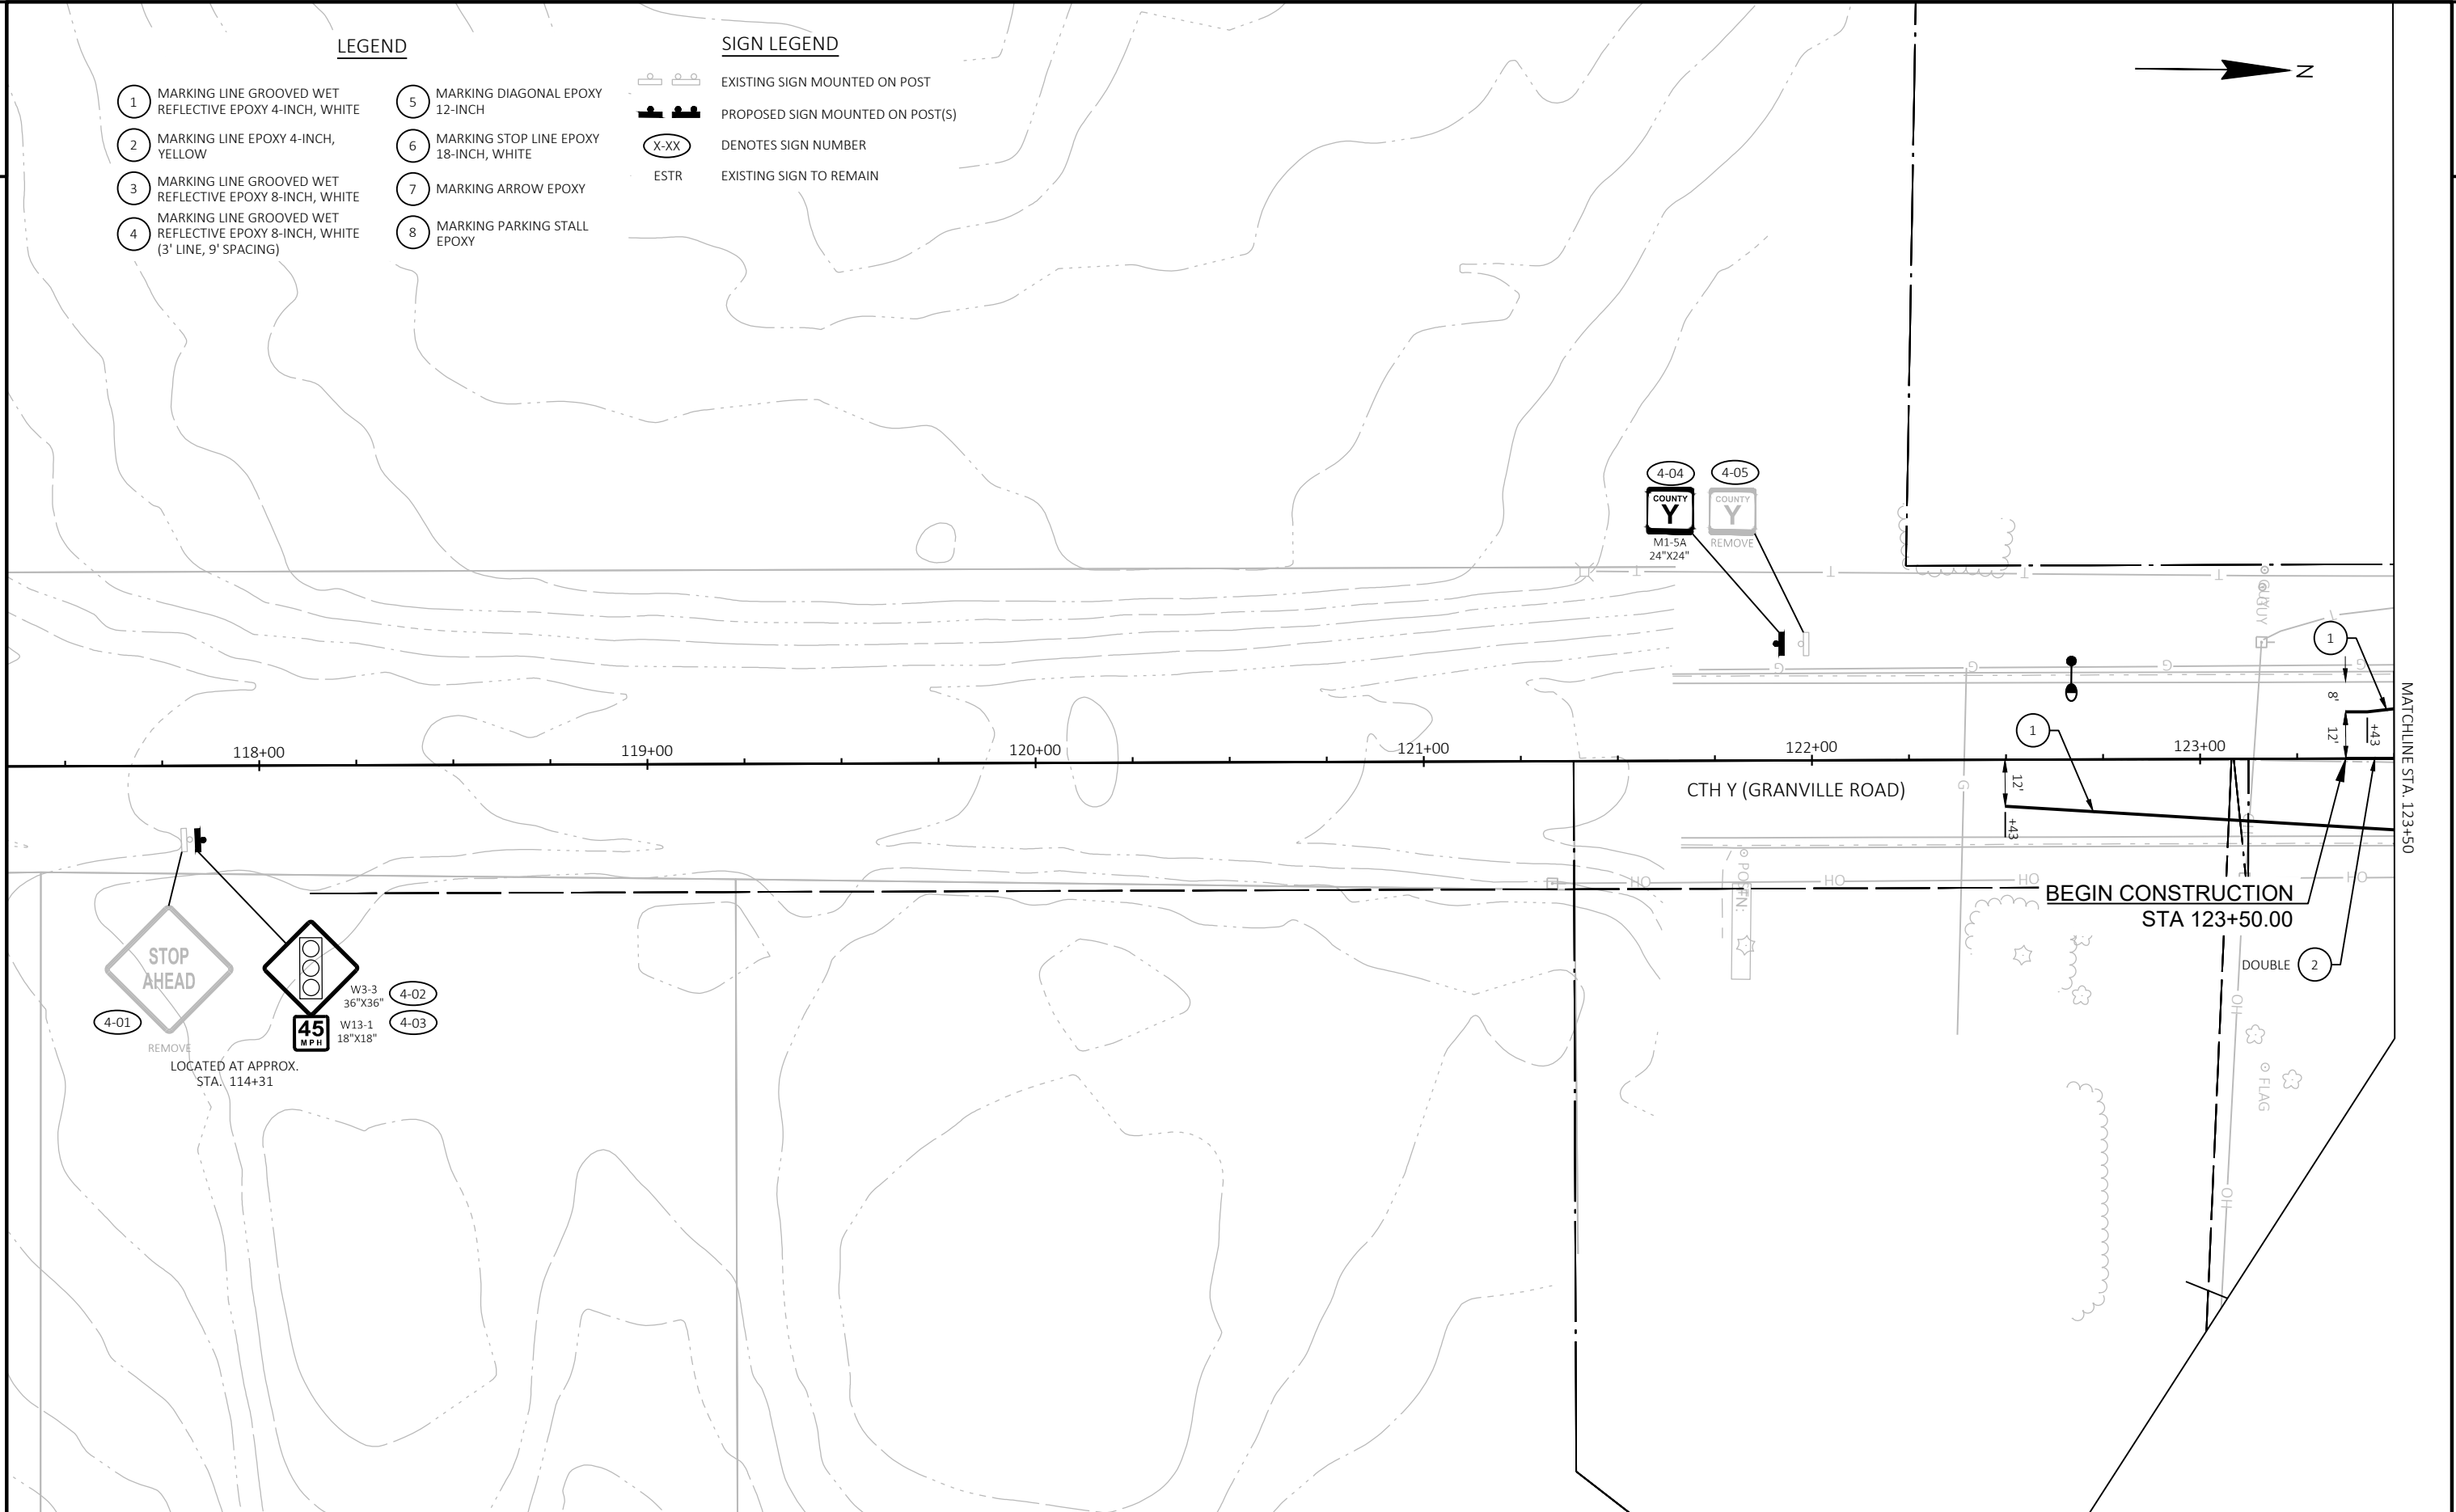 LEGEND
1 MARKING LINE GROOVED WET
REFLECTIVE EPOXY 4-INCH, WHITE
2 MARKING LINE EPOXY 4-INCH,
YELLOW
3 MARKING LINE GROOVED WET
REFLECTIVE EPOXY 8-INCH, WHITE
4 MARKING LINE GROOVED WET
REFLECTIVE EPOXY 8-INCH, WHITE
(3' LINE, 9' SPACING)
5 MARKING DIAGONAL EPOXY
12-INCH
6 MARKING STOP LINE EPOXY
18-INCH, WHITE
7 MARKING ARROW EPOXY
8 MARKING PARKING STALL
EPOXY
SIGN LEGEND
EXISTING SIGN MOUNTED ON POST
PROPOSED SIGN MOUNTED ON POST(S)
X-XX DENOTES SIGN NUMBER
ESTR EXISTING SIGN TO REMAIN
N
4-04
COUNTY
Y
M1-5A
24"X24"
4-05
COUNTY
Y
REMOVE
T
T
T
T
GUY
1
G
G
G
G
8'
12'
+43
MATCHLINE STA. 123+50
118+00
119+00
120+00
121+00
122+00
123+00
1
CTH Y (GRANVILLE ROAD)
G
12'
+43
OH
OH
OH
OH
BEGIN CONSTRUCTION
STA 123+50.00
DOUBLE 2
STOP
AHEAD
4-01
REMOVE
45
MPH
W3-3
36"X36"
4-02
W13-1
18"X18"
4-03
LOCATED AT APPROX.
STA. 114+31
OH
FLAG
OH